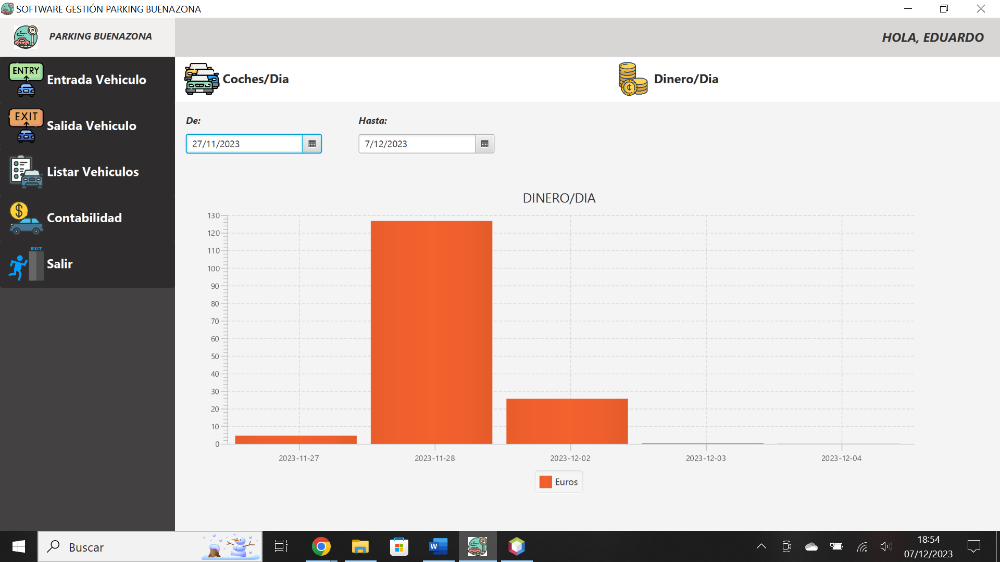 SOFTWARE GESTIÓN PARKING BUENAZONA
PARKING BUENAZONA
HOLA, EDUARDO
ENTRY
Entrada Vehiculo
EXIT
Salida Vehiculo
Listar Vehiculos
$
Contabilidad
EXIT
Salir
Coches/Dia
Dinero/Dia
De:
Hasta:
27/11/2023
7/12/2023
DINERO/DIA
130
120
110
100
90
80
70
60
50
40
30
20
10
0
2023-11-27
2023-11-28
2023-12-02
2023-12-03
2023-12-04
Euros
Buscar
W
18:54
07/12/2023